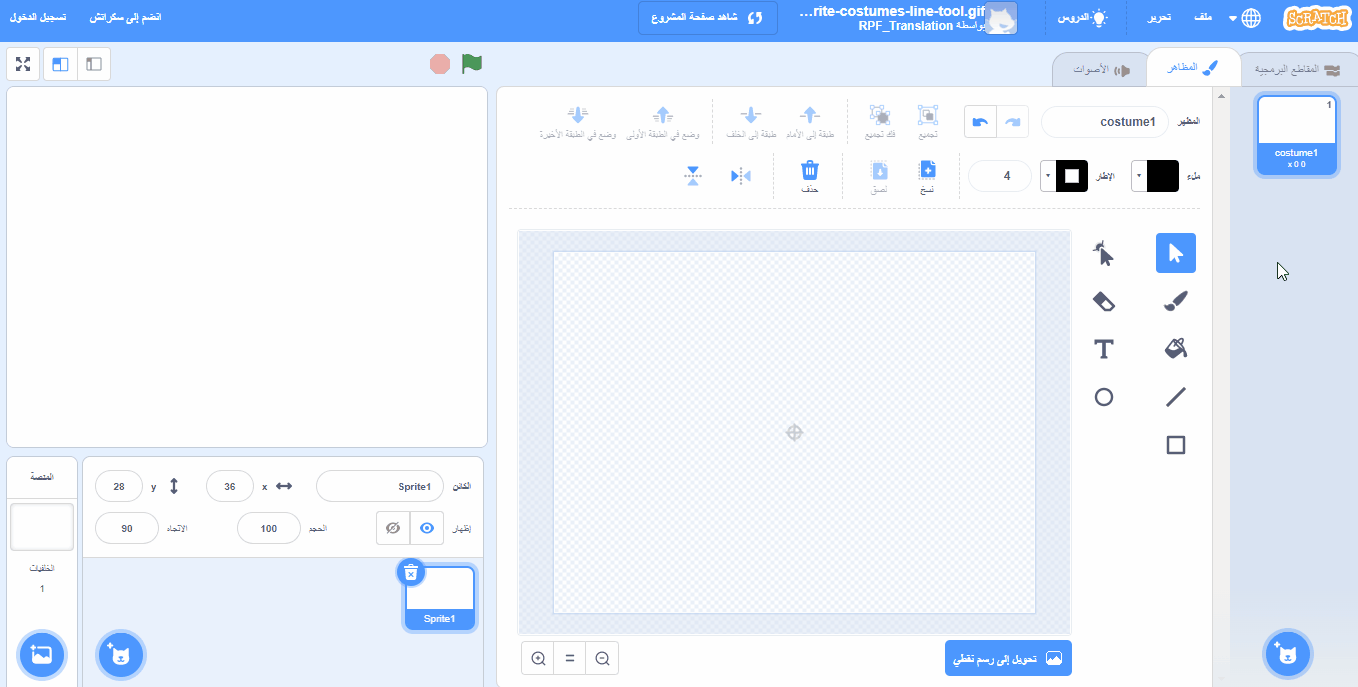 SCRATCH
ملف
تحرير
الدروس
...rite-costumes-line-tool.gif
بواسطة RPF_Translation
شاهد صفحة المشروع
انضم إلى سكراتش
تسجيل الدخول
المقاطع البرمجية
المظاهر
الأصوات
1
costume1
0 x 0
المظهر
costume1
تجميع
فك تجميع
طبقة إلى الأمام
طبقة إلى الخلف
وضع في الطبقة الأولى
وضع في الطبقة الأخيرة
ملء
الإطار
4
نسخ
لصق
حذف
T
تحويل إلى رسم نقطي
الكائن
Sprite1
x
36
y
28
إظهار
الحجم
100
الاتجاه
90
Sprite1
المنصة
الخلفيات
1